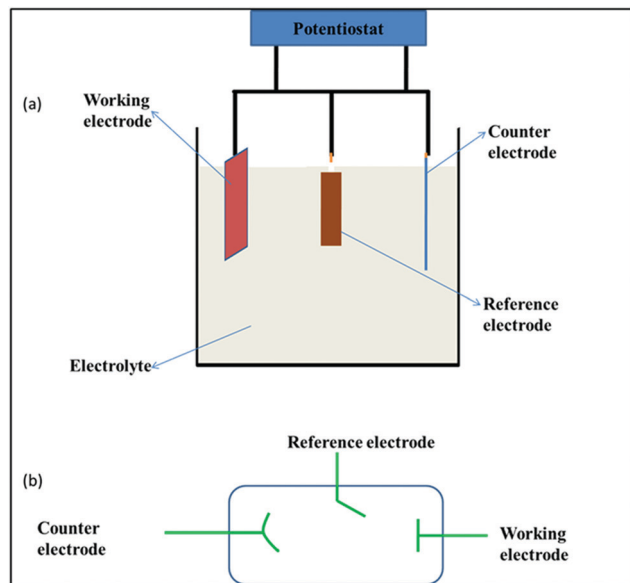 Potentiostat
(a)
Working
electrode
Counter
electrode
Reference
electrode
Electrolyte
Reference electrode
(b)
Counter
electrode
Working
electrode